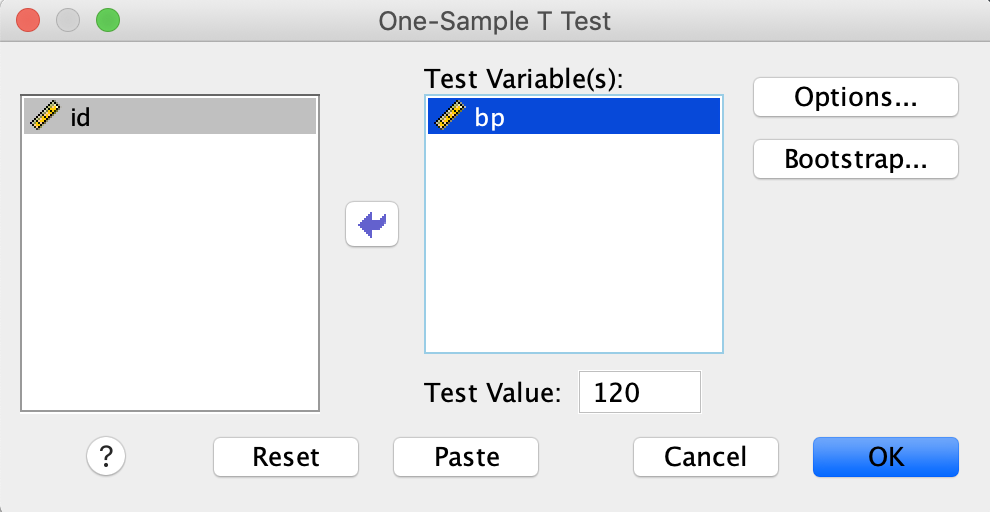 One-Sample T Test
Test Variable(s):
id
bp
Options...
Bootstrap...
Test Value: 120
? Reset Paste Cancel OK